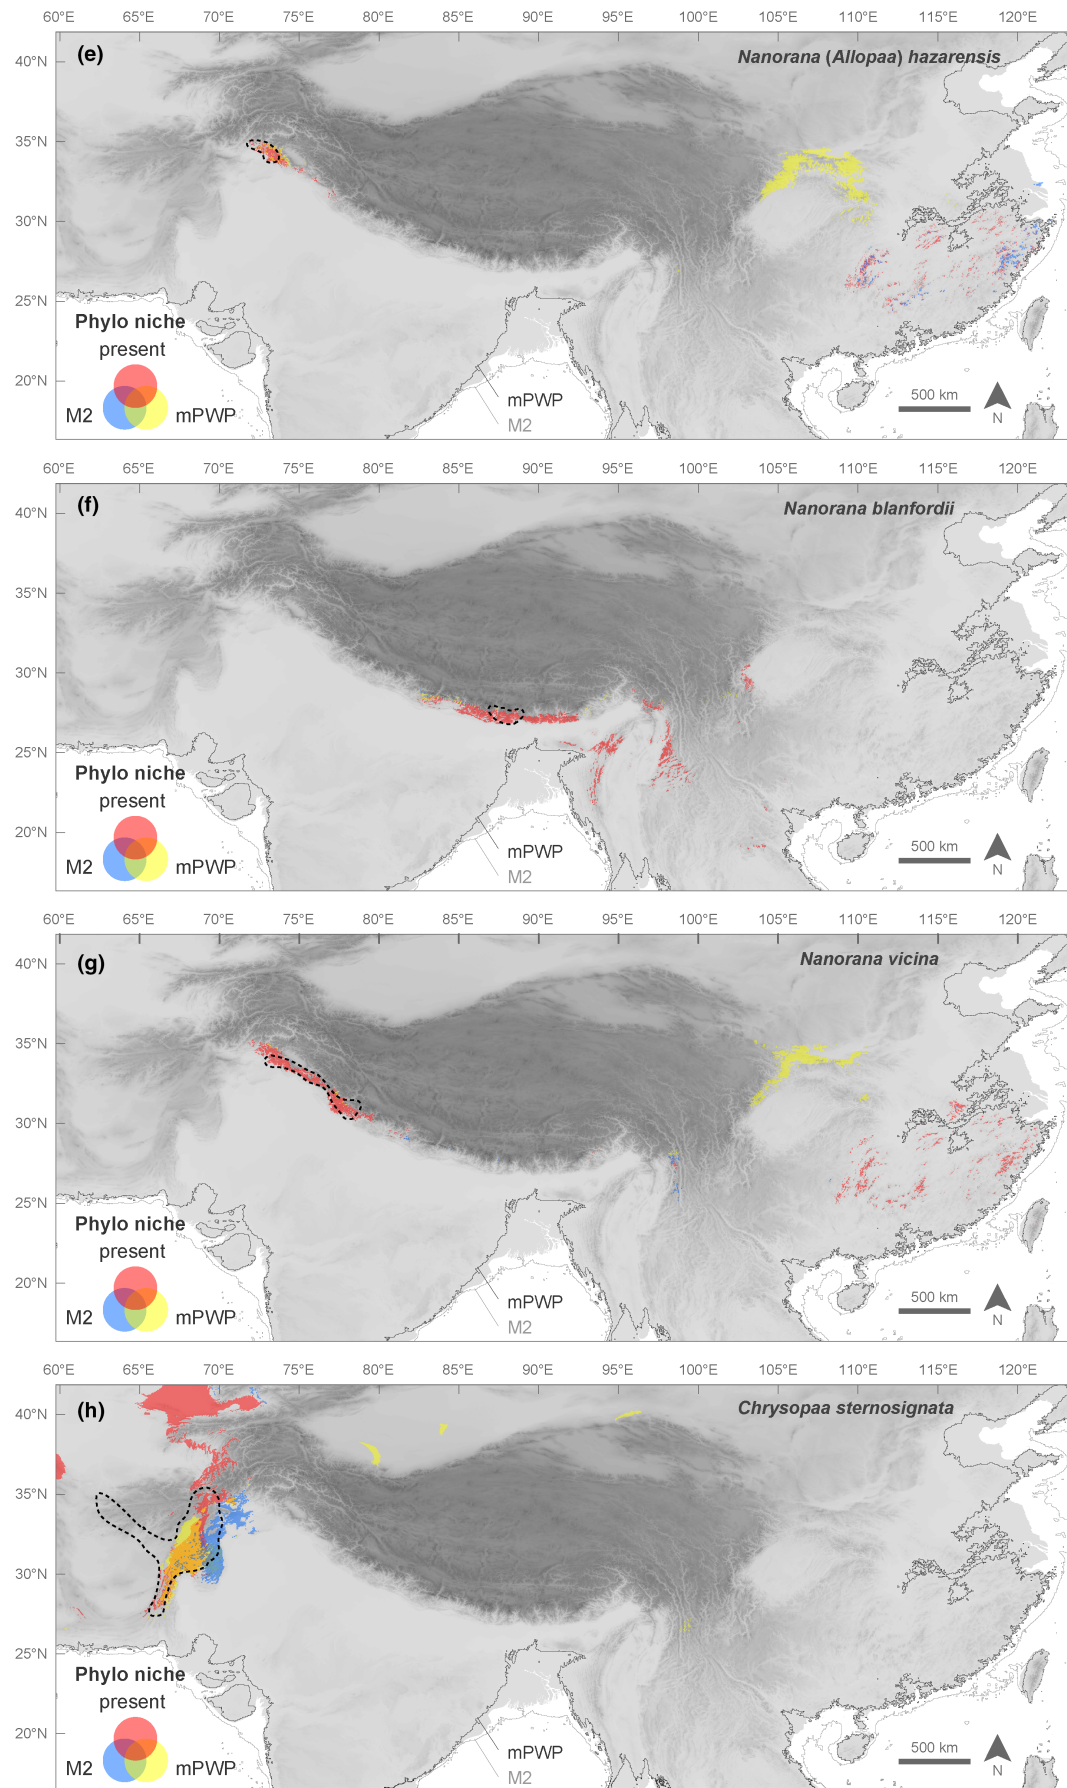 60°E 65°E 70°E 75°E 80°E 85°E 90°E 95°E 100°E 105°E 110°E 115°E 120°E
(e) Nanorana (Allopaa) hazarensis
40°N
35°N
30°N
25°N
20°N
Phylo niche
present
M2 mPWP
mPWP
M2
500 km
N
60°E 65°E 70°E 75°E 80°E 85°E 90°E 95°E 100°E 105°E 110°E 115°E 120°E
(f) Nanorana blanfordii
40°N
35°N
30°N
25°N
20°N
Phylo niche
present
M2 mPWP
mPWP
M2
500 km
N
60°E 65°E 70°E 75°E 80°E 85°E 90°E 95°E 100°E 105°E 110°E 115°E 120°E
(g) Nanorana vicina
40°N
35°N
30°N
25°N
20°N
Phylo niche
present
M2 mPWP
mPWP
M2
500 km
N
60°E 65°E 70°E 75°E 80°E 85°E 90°E 95°E 100°E 105°E 110°E 115°E 120°E
(h) Chrysopaa sternosignata
40°N
35°N
30°N
25°N
20°N
Phylo niche
present
M2 mPWP
mPWP
M2
500 km
N